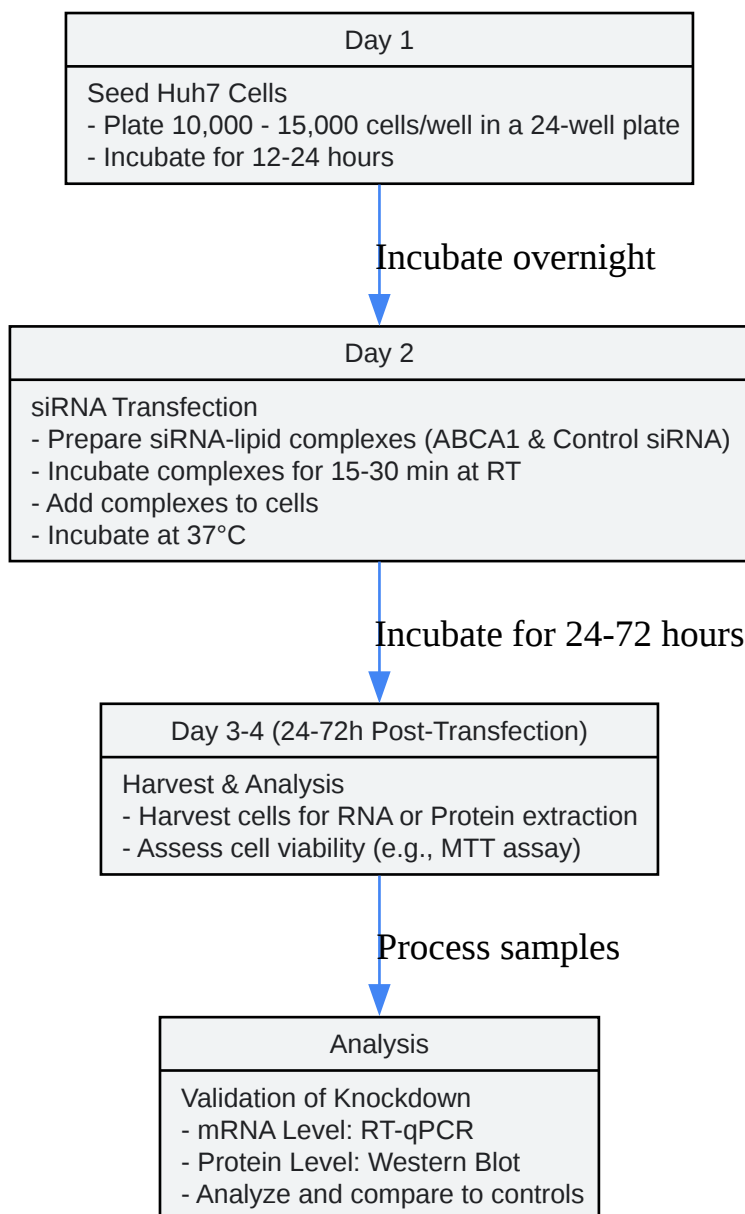 Day 1
Seed Huh7 Cells
- Plate 10,000 - 15,000 cells/well in a 24-well plate
- Incubate for 12-24 hours
Incubate overnight
Day 2
siRNA Transfection
- Prepare siRNA-lipid complexes (ABCA1 & Control siRNA)
- Incubate complexes for 15-30 min at RT
- Add complexes to cells
- Incubate at 37°C
Incubate for 24-72 hours
Day 3-4 (24-72h Post-Transfection)
Harvest & Analysis
- Harvest cells for RNA or Protein extraction
- Assess cell viability (e.g., MTT assay)
Process samples
Analysis
Validation of Knockdown
- mRNA Level: RT-qPCR
- Protein Level: Western Blot
- Analyze and compare to controls